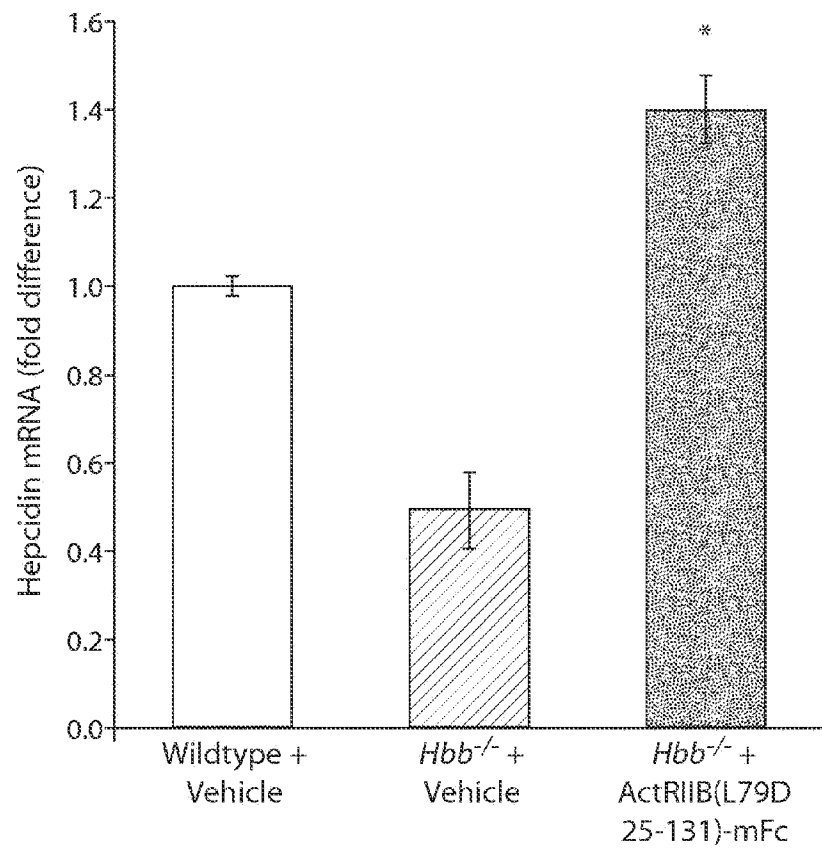 Hepcidin mRNA (fold difference)
1.6
1.4
1.2
1.0
0.8
0.6
0.4
0.2
0.0
*
Wildtype +
Vehicle
Hbb-/- +
Vehicle
Hbb-/- +
ActRIIB(L79D
25-131)-mFc